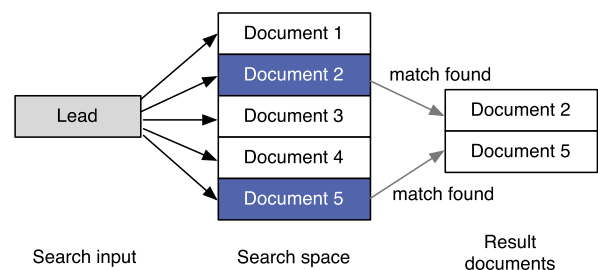 Lead
Document 1
Document 2
Document 3
Document 4
Document 5
match found
match found
Document 2
Document 5
Search input
Search space
Result
documents